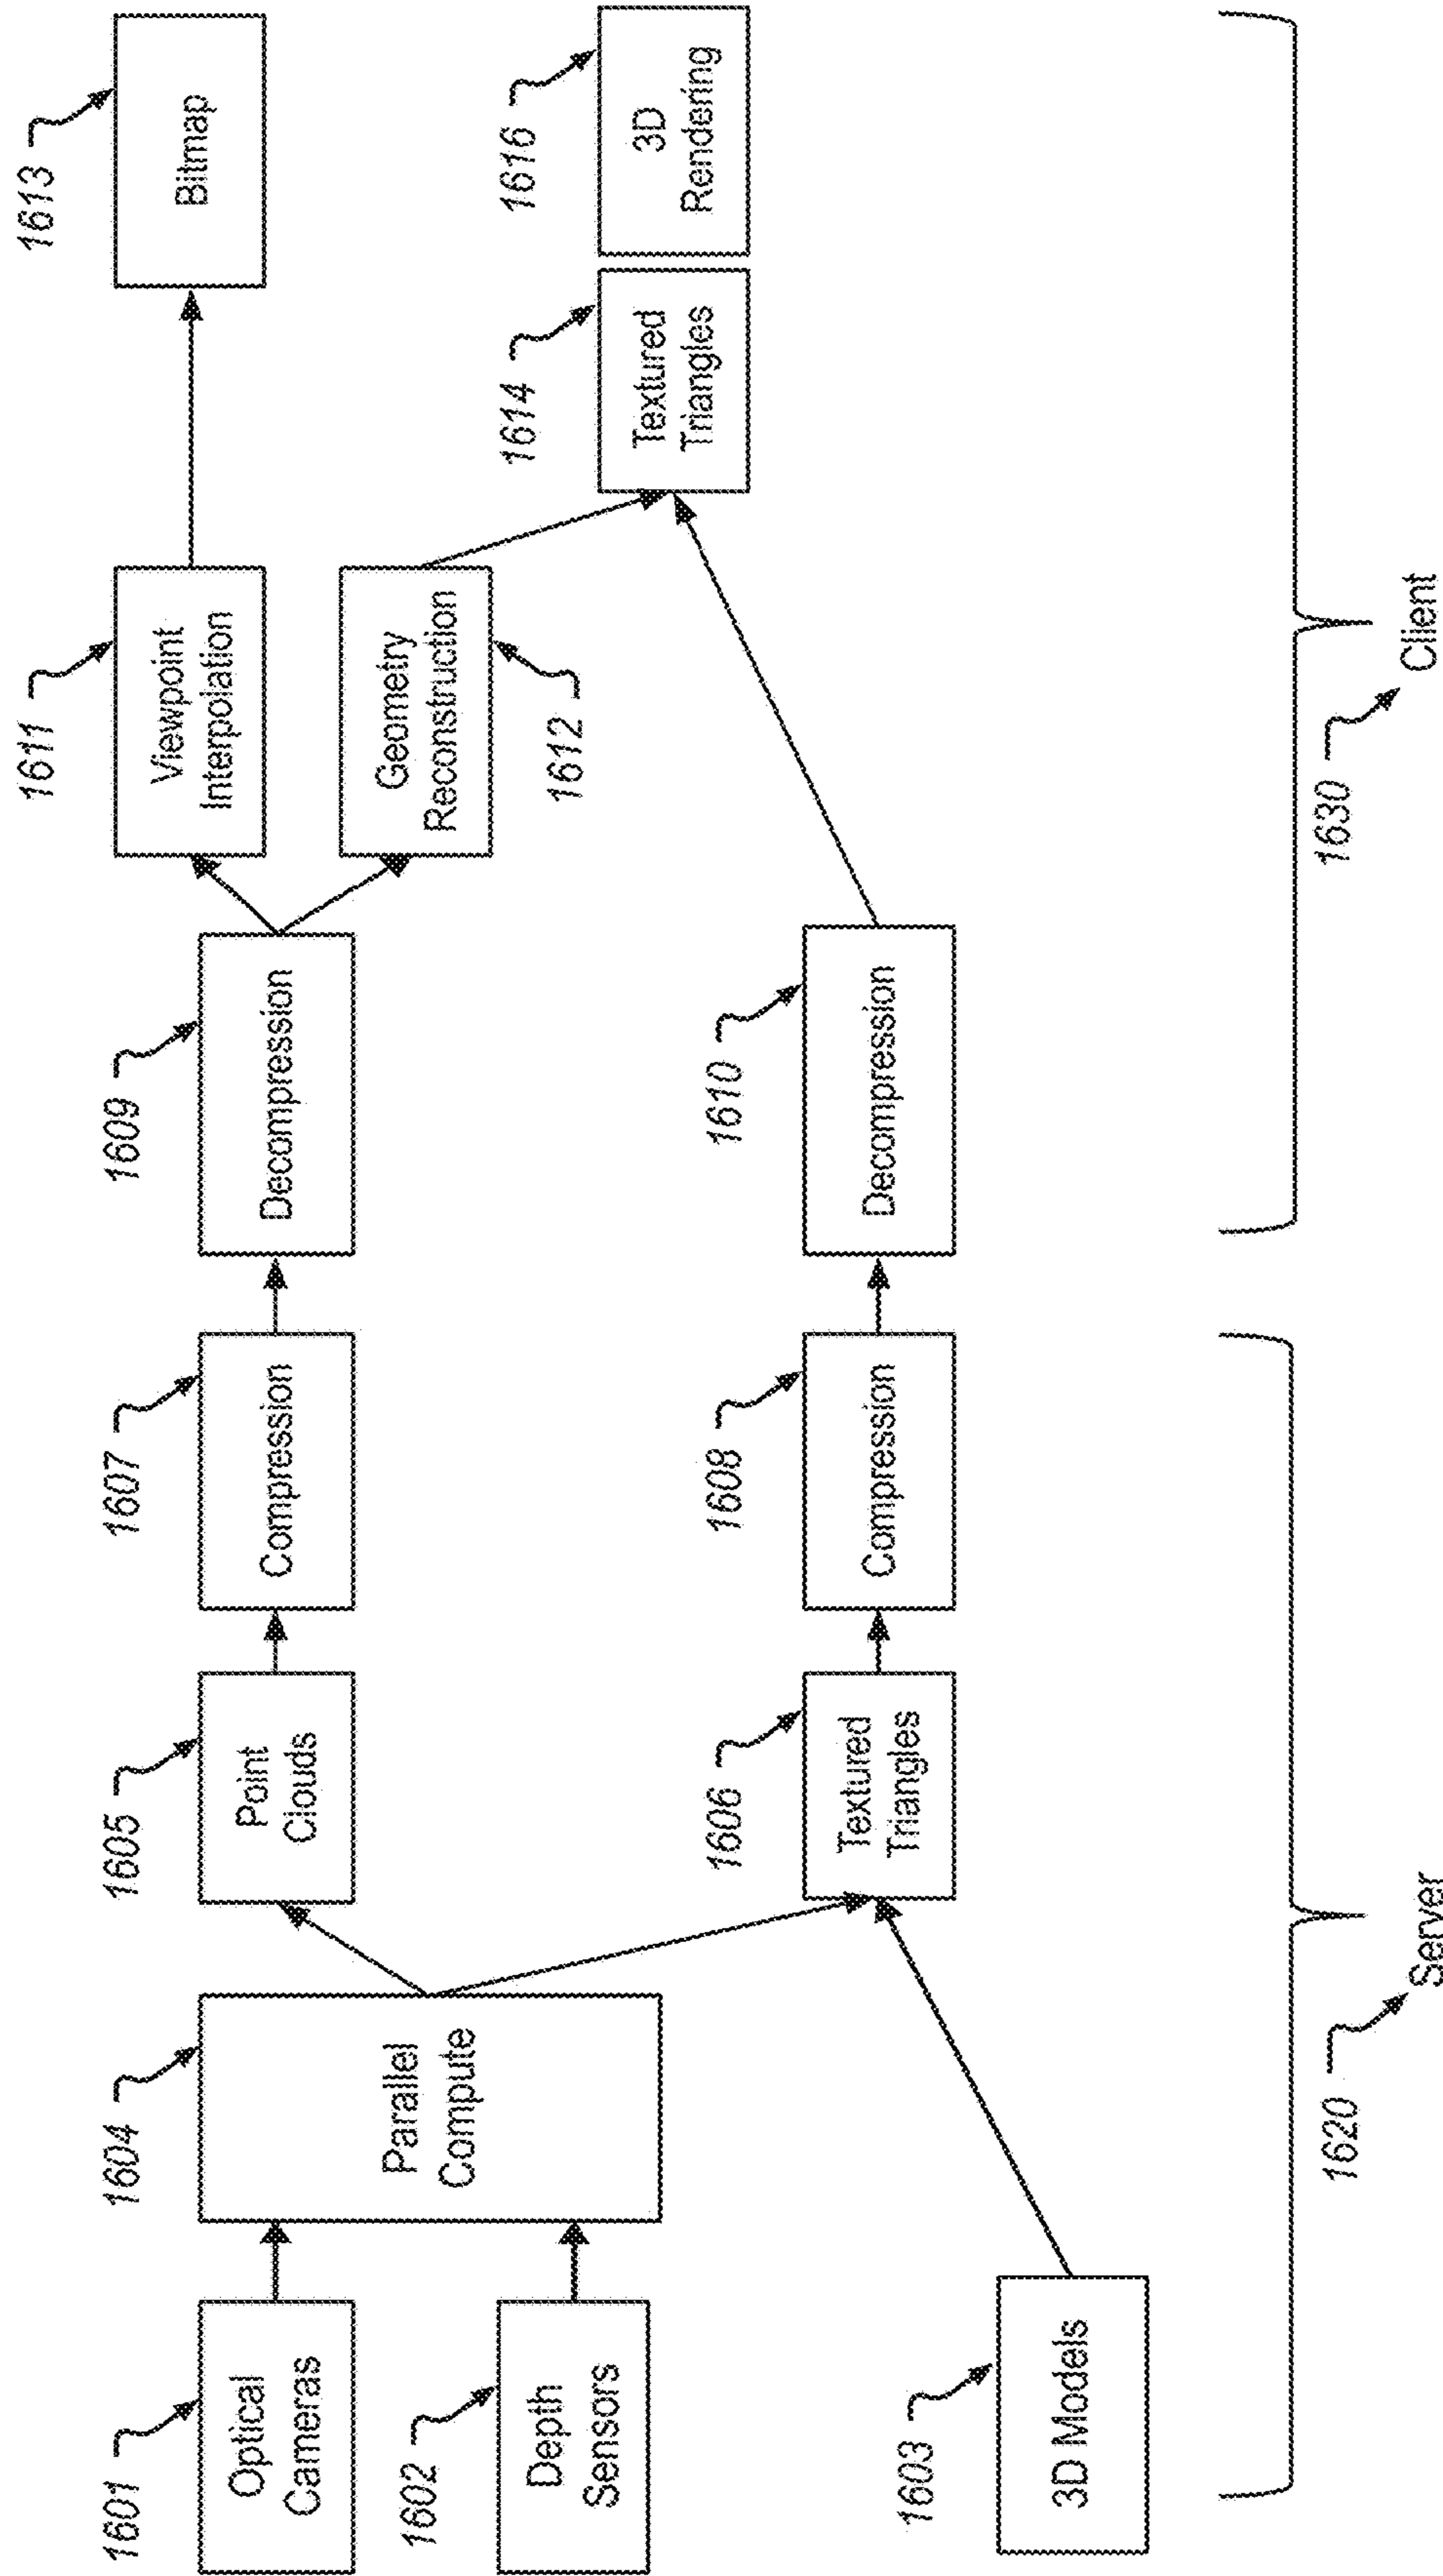 1601
Optical
Cameras
1602
Depth
Sensors
1603
3D Models
1604
Parallel
Compute
1605
Point
Clouds
1606
Textured
Triangles
1607
Compression
1608
Compression
1609
Decompression
1610
Decompression
1611
Viewpoint
Interpolation
Geometry
Reconstruction
1612
1613
Bitmap
1614
Textured
Triangles
1616
3D
Rendering
1620
Server
1630
Client